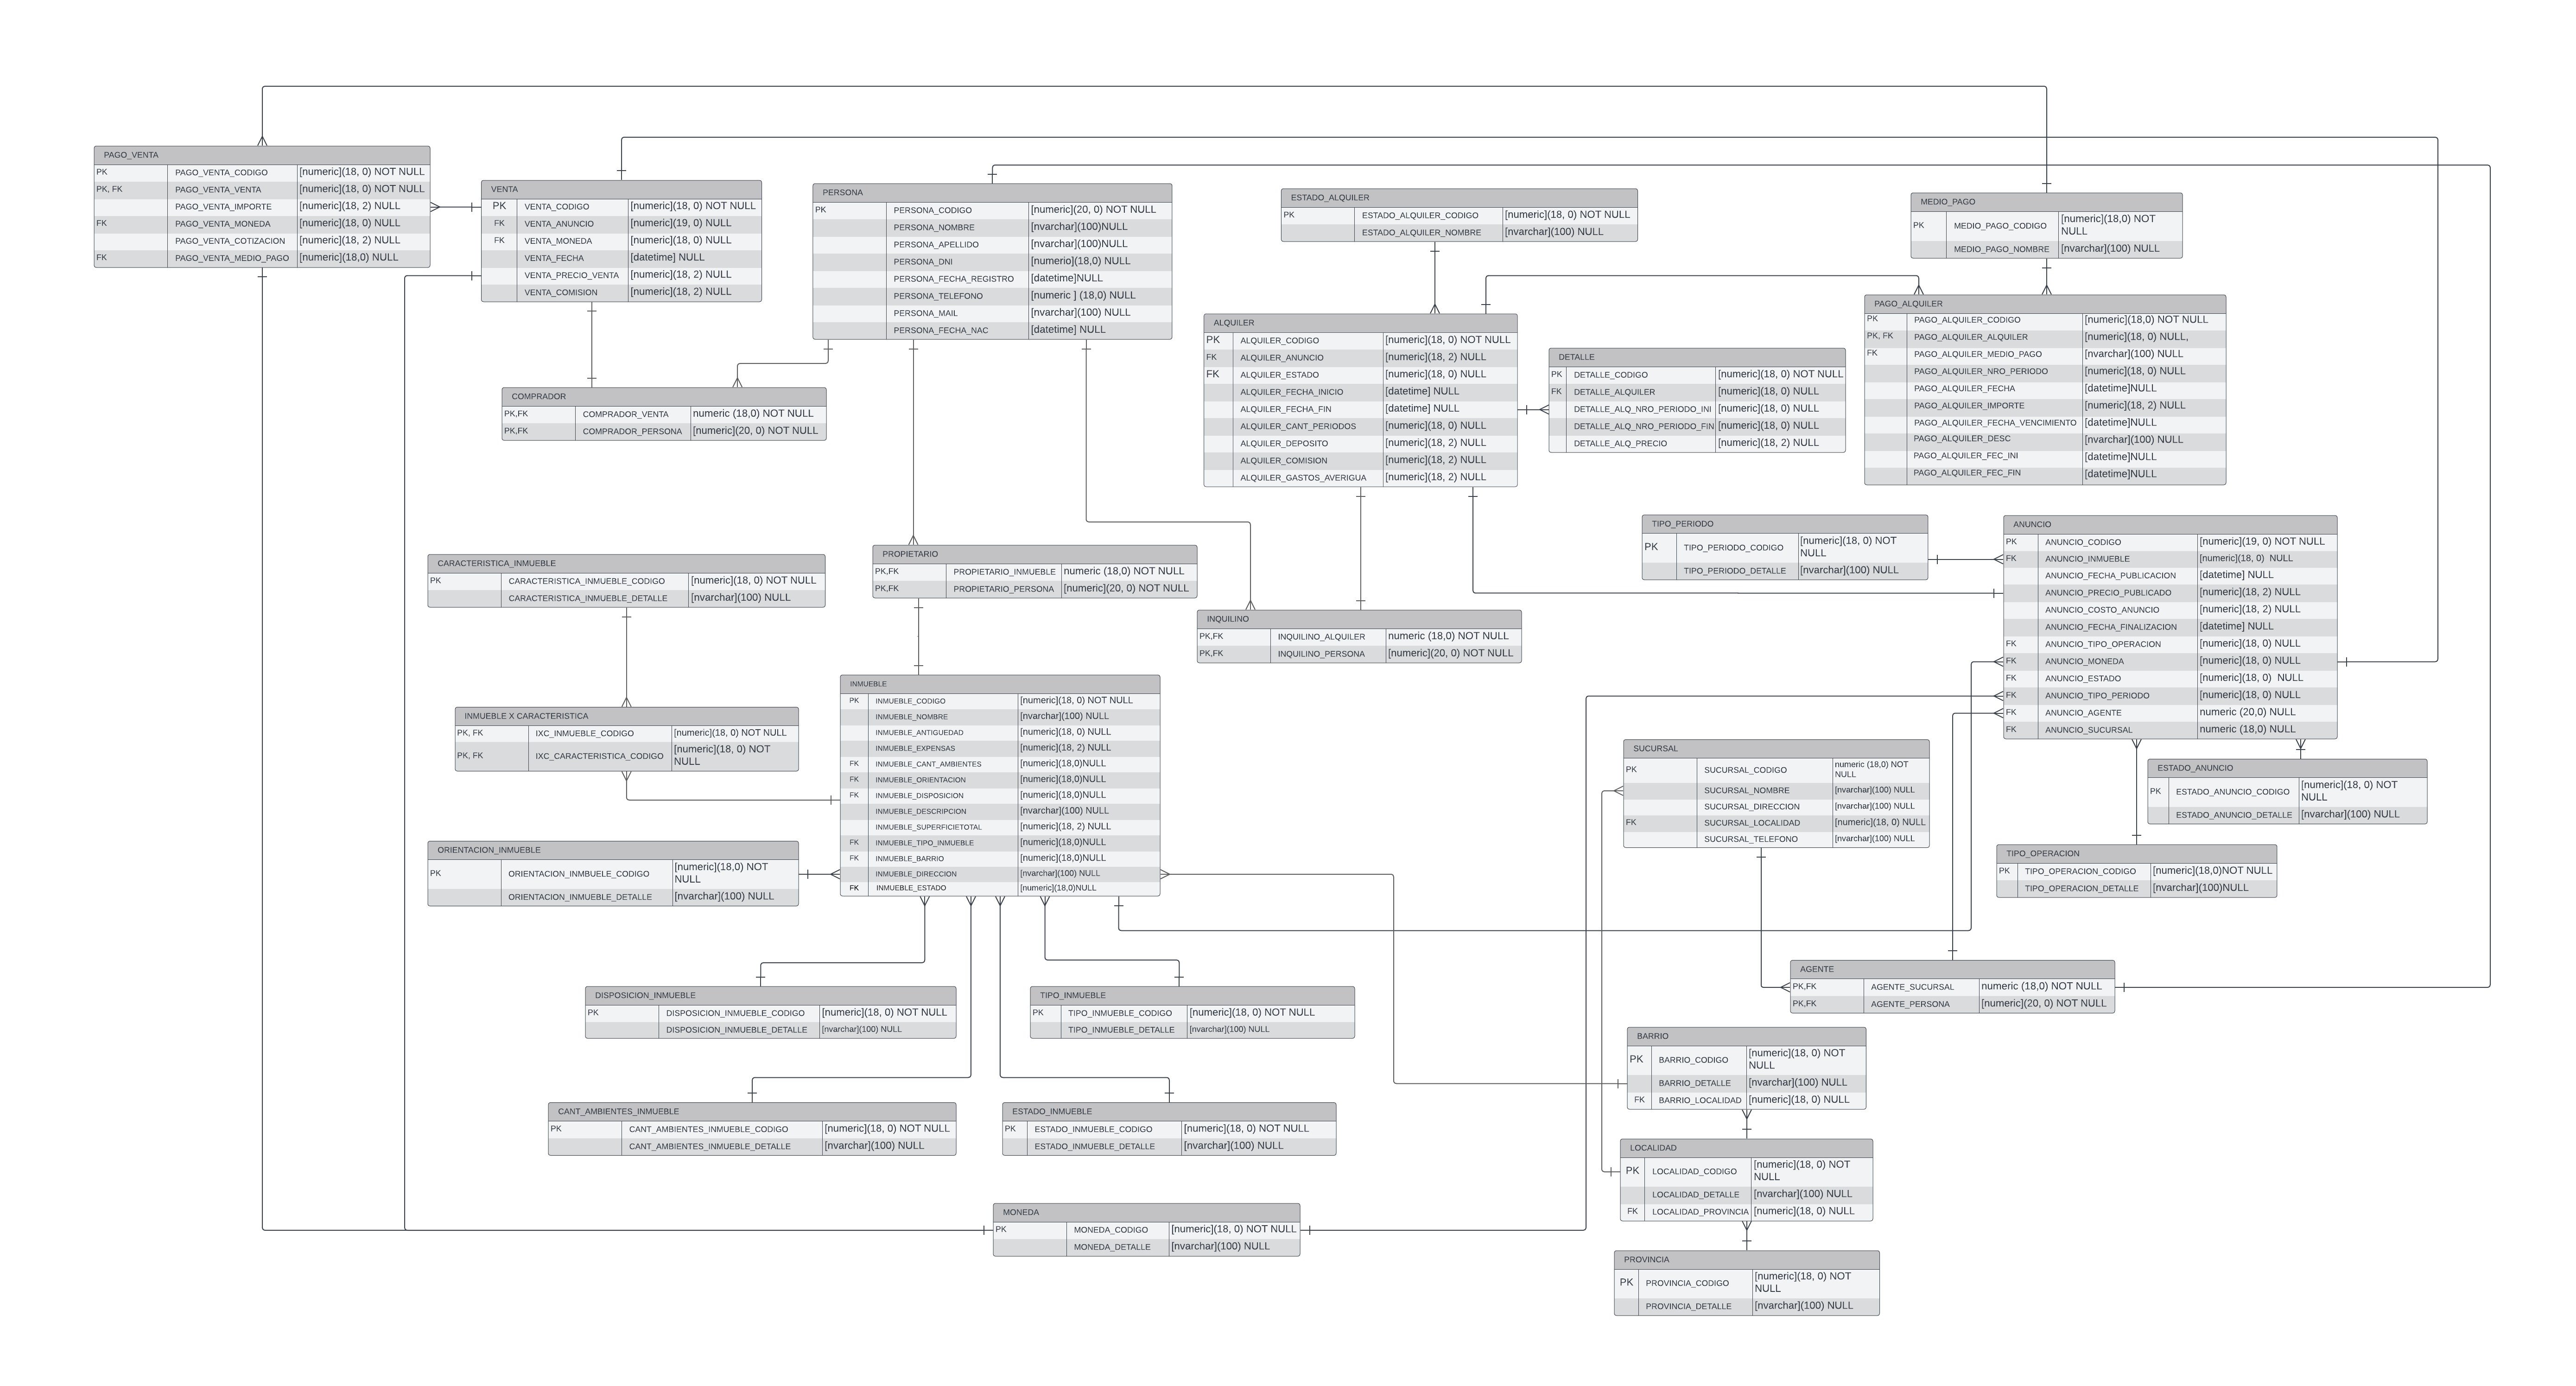 PAGO_VENTA
PK PAGO_VENTA_CODIGO [numeric](18, 0) NOT NULL
PK, FK PAGO_VENTA_VENTA [numeric](18, 0) NOT NULL
PAGO_VENTA_IMPORTE [numeric](18, 2) NULL
FK PAGO_VENTA_MONEDA [numeric](18, 0) NULL
PAGO_VENTA_COTIZACION [numeric](18, 2) NULL
FK PAGO_VENTA_MEDIO_PAGO [numeric](18,0) NULL
VENTA
PK VENTA_CODIGO [numeric](18, 0) NOT NULL
FK VENTA_ANUNCIO [numeric](19, 0) NULL
FK VENTA_MONEDA [numeric](18, 0) NULL
VENTA_FECHA [datetime] NULL
VENTA_PRECIO_VENTA [numeric](18, 2) NULL
VENTA_COMISION [numeric](18, 2) NULL
PERSONA
PK PERSONA_CODIGO [numeric](20, 0) NOT NULL
PERSONA_NOMBRE [nvarchar](100)NULL
PERSONA_APELLIDO [nvarchar](100)NULL
PERSONA_DNI [numerio](18,0) NULL
PERSONA_FECHA_REGISTRO [datetime]NULL
PERSONA_TELEFONO [numeric ] (18,0) NULL
PERSONA_MAIL [nvarchar](100) NULL
PERSONA_FECHA_NAC [datetime] NULL
ESTADO_ALQUILER
PK ESTADO_ALQUILER_CODIGO [numeric](18, 0) NOT NULL
ESTADO_ALQUILER_NOMBRE [nvarchar](100) NULL
MEDIO_PAGO
PK MEDIO_PAGO_CODIGO [numeric](18,0) NOT
NULL
MEDIO_PAGO_NOMBRE [nvarchar](100) NULL
COMPRADOR
PK,FK COMPRADOR_VENTA numeric (18,0) NOT NULL
PK,FK COMPRADOR_PERSONA [numeric](20, 0) NOT NULL
ALQUILER
PK ALQUILER_CODIGO [numeric](18, 0) NOT NULL
FK ALQUILER_ANUNCIO [numeric](18, 2) NULL
FK ALQUILER_ESTADO [numeric](18, 0) NULL
ALQUILER_FECHA_INICIO [datetime] NULL
ALQUILER_FECHA_FIN [datetime] NULL
ALQUILER_CANT_PERIODOS [numeric](18, 0) NULL
ALQUILER_DEPOSITO [numeric](18, 2) NULL
ALQUILER_COMISION [numeric](18, 2) NULL
ALQUILER_GASTOS_AVERIGUA [numeric](18, 2) NULL
DETALLE
PK DETALLE_CODIGO [numeric](18, 0) NOT NULL
FK DETALLE_ALQUILER [numeric](18, 0) NULL
DETALLE_ALQ_NRO_PERIODO_INI [numeric](18, 0) NULL
DETALLE_ALQ_NRO_PERIODO_FIN [numeric](18, 0) NULL
DETALLE_ALQ_PRECIO [numeric](18, 2) NULL
PAGO_ALQUILER
PK PAGO_ALQUILER_CODIGO [numeric](18,0) NOT NULL
PK, FK PAGO_ALQUILER_ALQUILER [numeric](18, 0) NULL,
FK PAGO_ALQUILER_MEDIO_PAGO [nvarchar](100) NULL
PAGO_ALQUILER_NRO_PERIODO [numeric](18, 0) NULL
PAGO_ALQUILER_FECHA [datetime]NULL
PAGO_ALQUILER_IMPORTE [numeric](18, 2) NULL
PAGO_ALQUILER_FECHA_VENCIMIENTO [datetime]NULL
PAGO_ALQUILER_DESC [nvarchar](100) NULL
PAGO_ALQUILER_FEC_INI [datetime]NULL
PAGO_ALQUILER_FEC_FIN [datetime]NULL
CARACTERISTICA_INMUEBLE
PK CARACTERISTICA_INMUEBLE_CODIGO [numeric](18, 0) NOT NULL
CARACTERISTICA_INMUEBLE_DETALLE [nvarchar](100) NULL
PROPIETARIO
PK,FK PROPIETARIO_INMUEBLE numeric (18,0) NOT NULL
PK,FK PROPIETARIO_PERSONA [numeric](20, 0) NOT NULL
INQUILINO
PK,FK INQUILINO_ALQUILER numeric (18,0) NOT NULL
PK,FK INQUILINO_PERSONA [numeric](20, 0) NOT NULL
TIPO_PERIODO
PK TIPO_PERIODO_CODIGO [numeric](18, 0) NOT
NULL
TIPO_PERIODO_DETALLE [nvarchar](100) NULL
ANUNCIO
PK ANUNCIO_CODIGO [numeric](19, 0) NOT NULL
FK ANUNCIO_INMUEBLE [numeric](18, 0) NULL
ANUNCIO_FECHA_PUBLICACION [datetime] NULL
ANUNCIO_PRECIO_PUBLICADO [numeric](18, 2) NULL
ANUNCIO_COSTO_ANUNCIO [numeric](18, 2) NULL
ANUNCIO_FECHA_FINALIZACION [datetime] NULL
FK ANUNCIO_TIPO_OPERACION [numeric](18, 0) NULL
FK ANUNCIO_MONEDA [numeric](18, 0) NULL
FK ANUNCIO_ESTADO [numeric](18, 0) NULL
FK ANUNCIO_TIPO_PERIODO [numeric](18, 0) NULL
FK ANUNCIO_AGENTE numeric (20,0) NULL
FK ANUNCIO_SUCURSAL numeric (18,0) NULL
INMUEBLE X CARACTERISTICA
PK, FK IXC_INMUEBLE_CODIGO [numeric](18, 0) NOT NULL
PK, FK IXC_CARACTERISTICA_CODIGO [numeric](18, 0) NOT
NULL
INMUEBLE
PK INMUEBLE_CODIGO [numeric](18, 0) NOT NULL
INMUEBLE_NOMBRE [nvarchar](100) NULL
INMUEBLE_ANTIGUEDAD [numeric](18, 0) NULL
INMUEBLE_EXPENSAS [numeric](18, 2) NULL
FK INMUEBLE_CANT_AMBIENTES [numeric](18,0)NULL
FK INMUEBLE_ORIENTACION [numeric](18,0)NULL
FK INMUEBLE_DISPOSICION [numeric](18,0)NULL
INMUEBLE_DESCRIPCION [nvarchar](100) NULL
INMUEBLE_SUPERFICIETOTAL [numeric](18, 2) NULL
FK INMUEBLE_TIPO_INMUEBLE [numeric](18,0)NULL
FK INMUEBLE_BARRIO [numeric](18,0)NULL
INMUEBLE_DIRECCION [nvarchar](100) NULL
FK INMUEBLE_ESTADO [numeric](18,0)NULL
SUCURSAL
PK SUCURSAL_CODIGO numeric (18,0) NOT
NULL
SUCURSAL_NOMBRE [nvarchar](100) NULL
SUCURSAL_DIRECCION [nvarchar](100) NULL
FK SUCURSAL_LOCALIDAD [numeric](18, 0) NULL
SUCURSAL_TELEFONO [nvarchar](100) NULL
ESTADO_ANUNCIO
PK ESTADO_ANUNCIO_CODIGO [numeric](18, 0) NOT
NULL
ESTADO_ANUNCIO_DETALLE [nvarchar](100) NULL
ORIENTACION_INMUEBLE
PK ORIENTACION_INMBUELE_CODIGO [numeric](18,0) NOT
NULL
ORIENTACION_INMUEBLE_DETALLE [nvarchar](100) NULL
TIPO_OPERACION
PK TIPO_OPERACION_CODIGO [numeric](18,0)NOT NULL
TIPO_OPERACION_DETALLE [nvarchar](100)NULL
DISPOSICION_INMUEBLE
PK DISPOSICION_INMUEBLE_CODIGO [numeric](18, 0) NOT NULL
DISPOSICION_INMUEBLE_DETALLE [nvarchar](100) NULL
TIPO_INMUEBLE
PK TIPO_INMUEBLE_CODIGO [numeric](18, 0) NOT NULL
TIPO_INMUEBLE_DETALLE [nvarchar](100) NULL
AGENTE
PK,FK AGENTE_SUCURSAL numeric (18,0) NOT NULL
PK,FK AGENTE_PERSONA [numeric](20, 0) NOT NULL
BARRIO
PK BARRIO_CODIGO [numeric](18, 0) NOT
NULL
BARRIO_DETALLE [nvarchar](100) NULL
FK BARRIO_LOCALIDAD [numeric](18, 0) NULL
CANT_AMBIENTES_INMUEBLE
PK CANT_AMBIENTES_INMUEBLE_CODIGO [numeric](18, 0) NOT NULL
CANT_AMBIENTES_INMUEBLE_DETALLE [nvarchar](100) NULL
ESTADO_INMUEBLE
PK ESTADO_INMUEBLE_CODIGO [numeric](18, 0) NOT NULL
ESTADO_INMUEBLE_DETALLE [nvarchar](100) NULL
LOCALIDAD
PK LOCALIDAD_CODIGO [numeric](18, 0) NOT
NULL
LOCALIDAD_DETALLE [nvarchar](100) NULL
FK LOCALIDAD_PROVINCIA [numeric](18, 0) NULL
MONEDA
PK MONEDA_CODIGO [numeric](18, 0) NOT NULL
MONEDA_DETALLE [nvarchar](100) NULL
PROVINCIA
PK PROVINCIA_CODIGO [numeric](18, 0) NOT
NULL
PROVINCIA_DETALLE [nvarchar](100) NULL